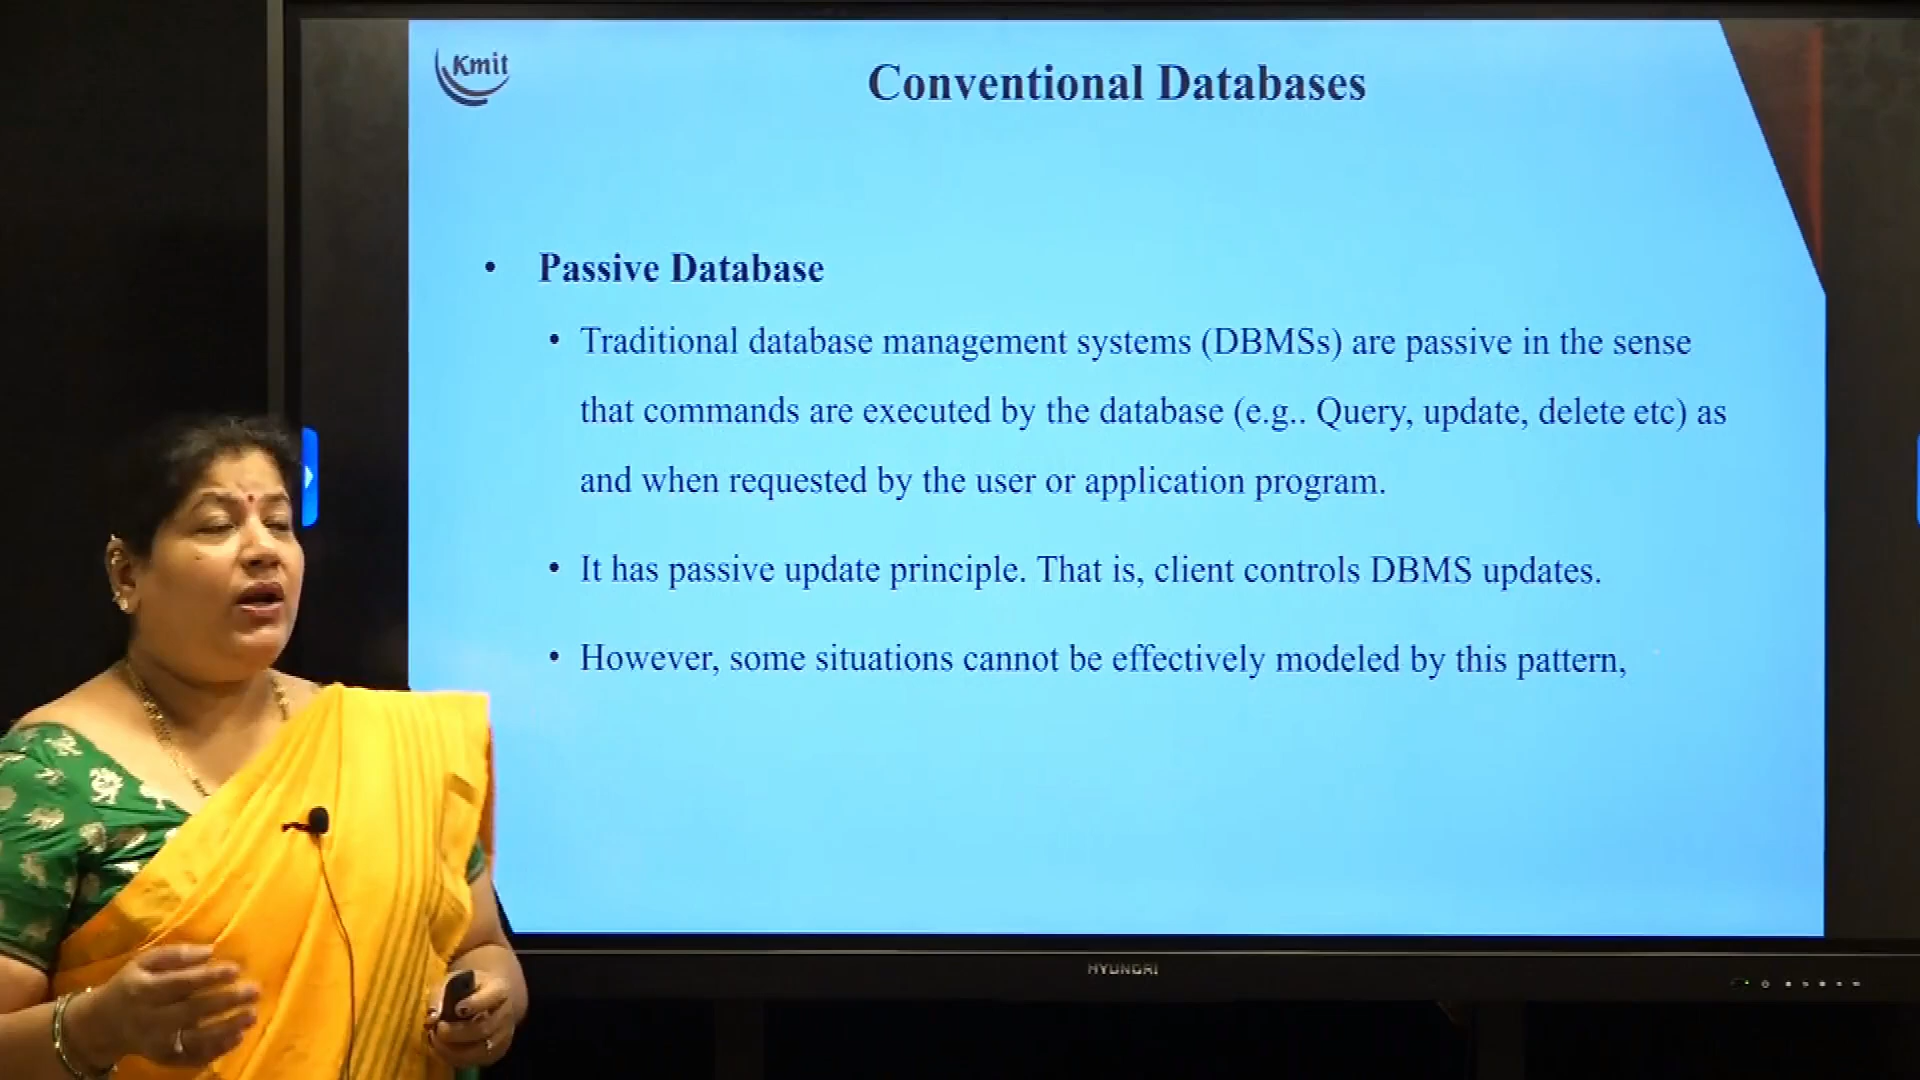 Kmit
Conventional Databases
• Passive Database
• Traditional database management systems (DBMSs) are passive in the sense
that commands are executed by the database (e.g.. Query, update, delete etc) as
and when requested by the user or application program.
• It has passive update principle. That is, client controls DBMS updates.
• However, some situations cannot be effectively modeled by this pattern,
HYUNDAI